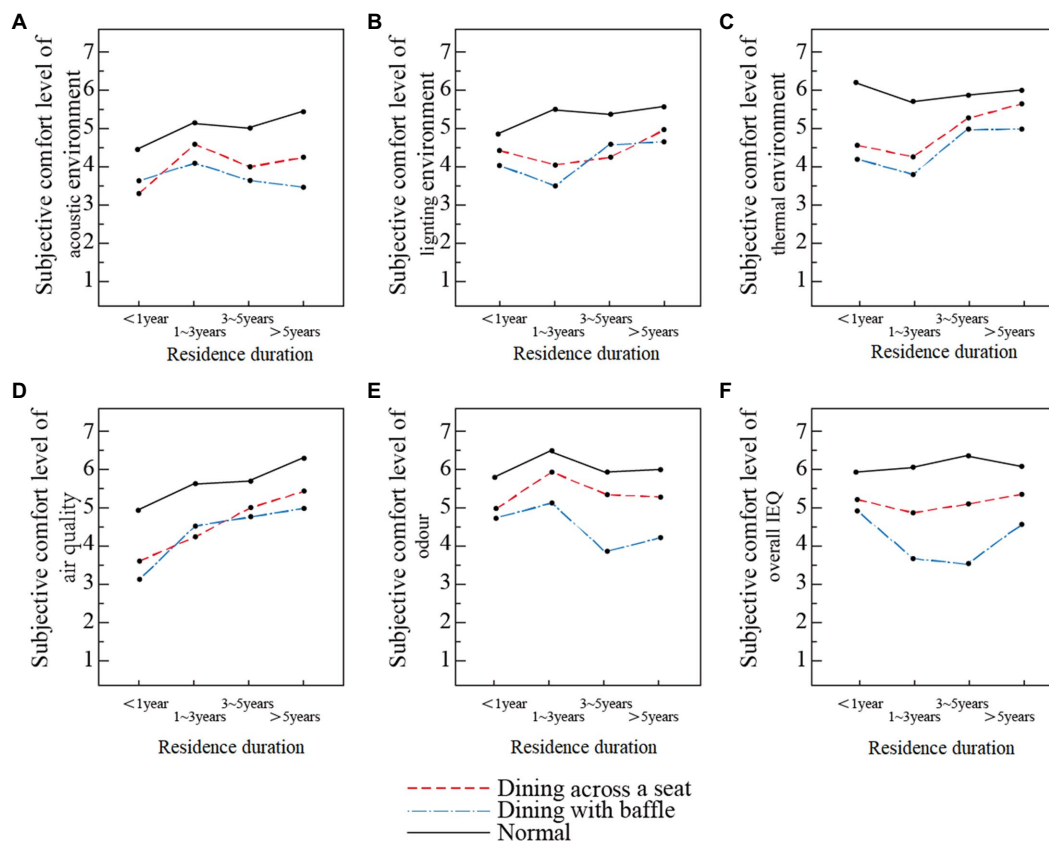 A
Subjective comfort level of
acoustic environment
7
6
5
4
3
2
1
<1year
1~3years
3~5years
>5years
Residence duration
B
Subjective comfort level of
lignting environment
7
6
5
4
3
2
1
<1year
1~3years
3~5years
>5years
Residence duration
C
Subjective comfort level of
thermal environment
7
6
5
4
3
2
1
<1year
1~3years
3~5years
>5years
Residence duration
D
Subjective comfort level of
air quality
7
6
5
4
3
2
1
<1year
1~3years
3~5years
>5years
Residence duration
E
Subjective comfort level of
odour
7
6
5
4
3
2
1
<1year
1~3years
3~5years
>5years
Residence duration
F
Subjective comfort level of
overall IEQ
7
6
5
4
3
2
1
<1year
1~3years
3~5years
>5years
Residence duration
Dining across a seat
Dining with baffle
Normal